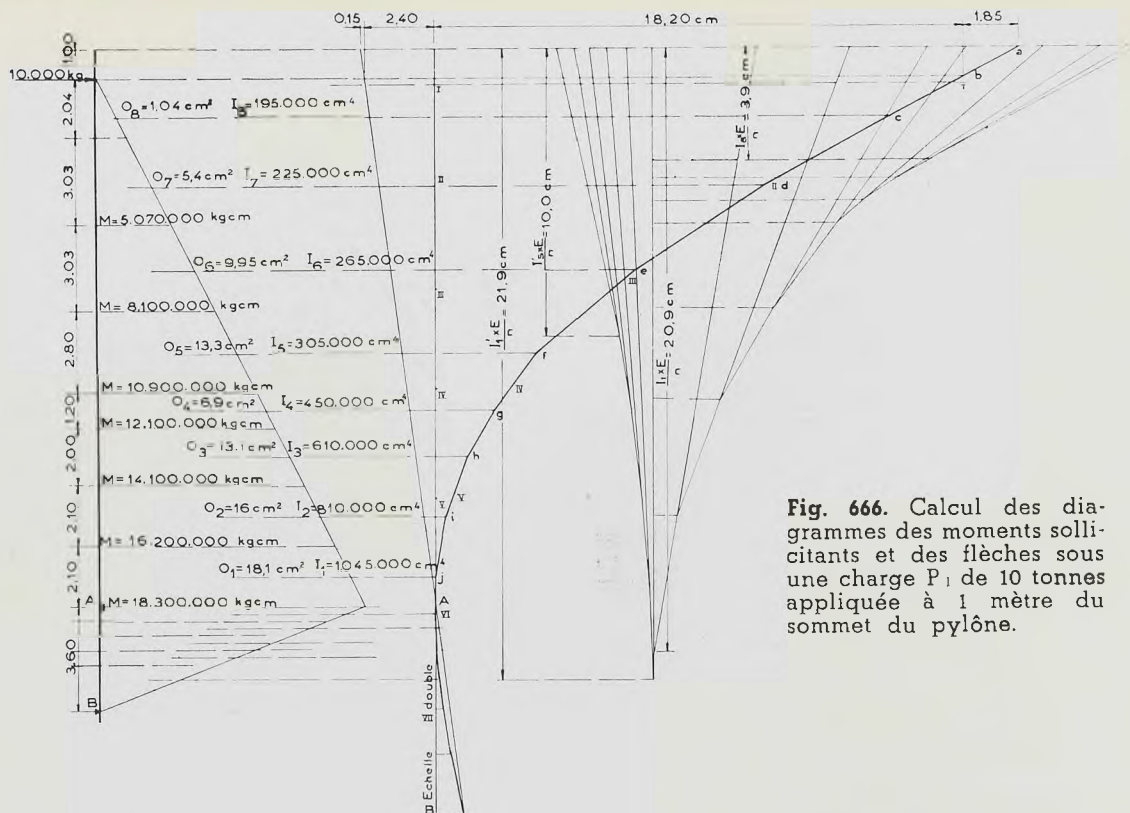 0,15 2,40 18,20 cm 1,85
1,00
10.000 kg
2.04
3.03
3.03
2.80
1.20
2.00
2.10
2.10
3.60
O₈ = 1,04 cm² I₈ = 195.000 cm⁴
O₇ = 5,4 cm² I₇ = 225.000 cm⁴
M = 5.070.000 kgcm
O₆ = 9,95 cm² I₆ = 265.000 cm⁴
M = 8.100.000 kgcm
O₅ = 13,3 cm² I₅ = 305.000 cm⁴
M = 10.900.000 kgcm
O₄ = 6,9 cm² I₄ = 450.000 cm⁴
M = 12.100.000 kgcm
O₃ = 13.1 cm² I₃ = 610.000 cm⁴
M = 14.100.000 kgcm
O₂ = 16 cm² I₂ = 810.000 cm⁴
M = 16.200.000 kgcm
O₁ = 18,1 cm² I₁ = 1.045.000 cm⁴
A M = 18.300.000 kgcm
B
I
II
III
IV
V
j
A
VI
VII double
B Echelle
a
b
I
c
II d
e
III
f
IV
g
h
V
i
I'₁ × E / c = 21,9 cm
I'₅ × E / c = 10,0 cm
I₁ × E / c = 20,9 cm
I₈ × E / c = 3,9 cm
Fig. 666. Calcul des dia-
grammes des moments solli-
citants et des flèches sous
une charge P₁ de 10 tonnes
appliquée à 1 mètre du
sommet du pylône.